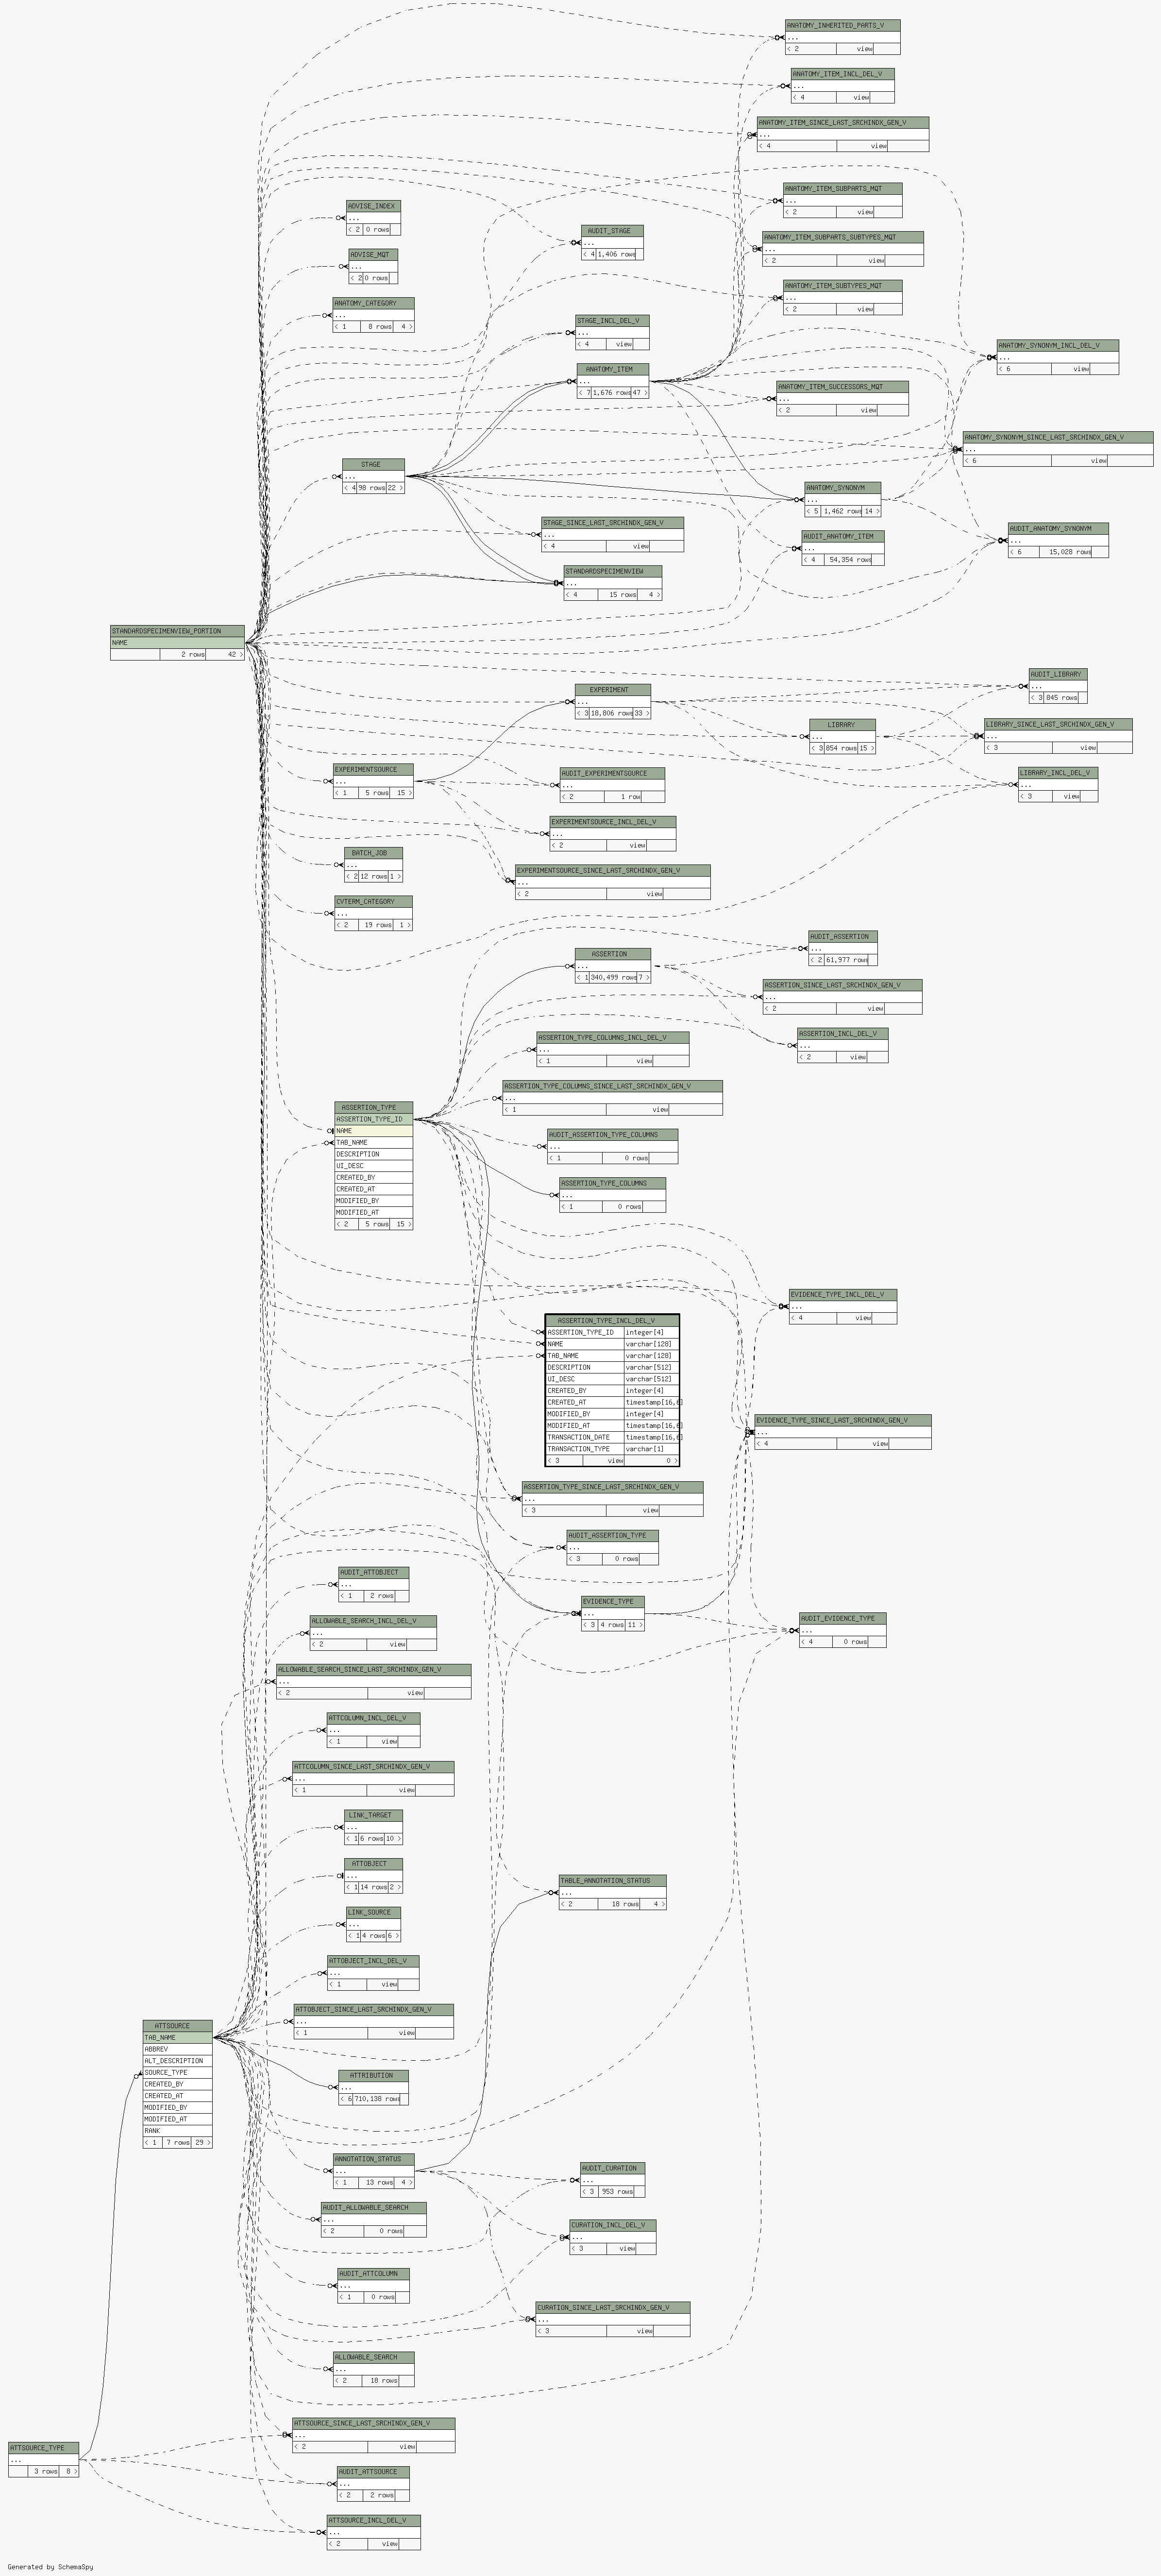 ANATOMY_INHERITED_PARTS_V
...
< 2 view
ANATOMY_ITEM_INCL_DEL_V
...
< 4 view
ANATOMY_ITEM_SINCE_LAST_SRCHINDX_GEN_V
...
< 4 view
ANATOMY_ITEM_SUBPARTS_MQT
...
< 2 view
ADVISE_INDEX
...
< 2 0 rows
AUDIT_STAGE
...
< 4 1,406 rows
ANATOMY_ITEM_SUBPARTS_SUBTYPES_MQT
...
< 2 view
ADVISE_MQT
...
< 2 0 rows
ANATOMY_ITEM_SUBTYPES_MQT
...
< 2 view
ANATOMY_CATEGORY
...
< 1 8 rows 4 >
STAGE_INCL_DEL_V
...
< 4 view
ANATOMY_SYNONYM_INCL_DEL_V
...
< 6 view
ANATOMY_ITEM
...
< 7 1,676 rows 47 >
ANATOMY_ITEM_SUCCESSORS_MQT
...
< 2 view
ANATOMY_SYNONYM_SINCE_LAST_SRCHINDX_GEN_V
...
< 6 view
STAGE
...
< 4 98 rows 22 >
ANATOMY_SYNONYM
...
< 5 1,462 rows 14 >
STAGE_SINCE_LAST_SRCHINDX_GEN_V
...
< 4 view
AUDIT_ANATOMY_SYNONYM
...
< 6 15,028 rows
AUDIT_ANATOMY_ITEM
...
< 4 54,354 rows
STANDARDSPECIMENVIEW
...
< 4 15 rows 4 >
STANDARDSPECIMENVIEW_PORTION
NAME
2 rows 42 >
AUDIT_LIBRARY
...
< 3 845 rows
EXPERIMENT
...
< 3 18,806 rows 33 >
LIBRARY
...
< 3 854 rows 15 >
LIBRARY_SINCE_LAST_SRCHINDX_GEN_V
...
< 3 view
EXPERIMENTSOURCE
...
< 1 5 rows 15 >
AUDIT_EXPERIMENTSOURCE
...
< 2 1 row
LIBRARY_INCL_DEL_V
...
< 3 view
EXPERIMENTSOURCE_INCL_DEL_V
...
< 2 view
BATCH_JOB
...
< 2 12 rows 1 >
EXPERIMENTSOURCE_SINCE_LAST_SRCHINDX_GEN_V
...
< 2 view
CVTERM_CATEGORY
...
< 2 19 rows 1 >
AUDIT_ASSERTION
...
< 2 61,977 rows
ASSERTION
...
< 1 340,499 rows 7 >
ASSERTION_SINCE_LAST_SRCHINDX_GEN_V
...
< 2 view
ASSERTION_INCL_DEL_V
...
< 2 view
ASSERTION_TYPE_COLUMNS_INCL_DEL_V
...
< 1 view
ASSERTION_TYPE_COLUMNS_SINCE_LAST_SRCHINDX_GEN_V
...
< 1 view
ASSERTION_TYPE
ASSERTION_TYPE_ID
NAME
TAB_NAME
DESCRIPTION
UI_DESC
CREATED_BY
CREATED_AT
MODIFIED_BY
MODIFIED_AT
< 2 5 rows 15 >
AUDIT_ASSERTION_TYPE_COLUMNS
...
< 1 0 rows
ASSERTION_TYPE_COLUMNS
...
< 1 0 rows
EVIDENCE_TYPE_INCL_DEL_V
...
< 4 view
ASSERTION_TYPE_INCL_DEL_V
ASSERTION_TYPE_ID integer[4]
NAME varchar[128]
TAB_NAME varchar[128]
DESCRIPTION varchar[512]
UI_DESC varchar[512]
CREATED_BY integer[4]
CREATED_AT timestamp[16,6]
MODIFIED_BY integer[4]
MODIFIED_AT timestamp[16,6]
TRANSACTION_DATE timestamp[16,6]
TRANSACTION_TYPE varchar[1]
< 3 view 0 >
EVIDENCE_TYPE_SINCE_LAST_SRCHINDX_GEN_V
...
< 4 view
ASSERTION_TYPE_SINCE_LAST_SRCHINDX_GEN_V
...
< 3 view
AUDIT_ASSERTION_TYPE
...
< 3 0 rows
AUDIT_ATTOBJECT
...
< 1 2 rows
EVIDENCE_TYPE
...
< 3 4 rows 11 >
ALLOWABLE_SEARCH_INCL_DEL_V
...
< 2 view
AUDIT_EVIDENCE_TYPE
...
< 4 0 rows
ALLOWABLE_SEARCH_SINCE_LAST_SRCHINDX_GEN_V
...
< 2 view
ATTCOLUMN_INCL_DEL_V
...
< 1 view
ATTCOLUMN_SINCE_LAST_SRCHINDX_GEN_V
...
< 1 view
LINK_TARGET
...
< 1 6 rows 10 >
ATTOBJECT
...
< 1 14 rows 2 >
TABLE_ANNOTATION_STATUS
...
< 2 18 rows 4 >
LINK_SOURCE
...
< 1 4 rows 6 >
ATTOBJECT_INCL_DEL_V
...
< 1 view
ATTOBJECT_SINCE_LAST_SRCHINDX_GEN_V
...
< 1 view
ATTSOURCE
TAB_NAME
ABBREV
ALT_DESCRIPTION
SOURCE_TYPE
CREATED_BY
CREATED_AT
MODIFIED_BY
MODIFIED_AT
RANK
< 1 7 rows 29 >
ATTRIBUTION
...
< 6 710,138 rows
ANNOTATION_STATUS
...
< 1 13 rows 4 >
AUDIT_CURATION
...
< 3 953 rows
AUDIT_ALLOWABLE_SEARCH
...
< 2 0 rows
CURATION_INCL_DEL_V
...
< 3 view
AUDIT_ATTCOLUMN
...
< 1 0 rows
CURATION_SINCE_LAST_SRCHINDX_GEN_V
...
< 3 view
ALLOWABLE_SEARCH
...
< 2 18 rows
ATTSOURCE_SINCE_LAST_SRCHINDX_GEN_V
...
< 2 view
ATTSOURCE_TYPE
...
3 rows 8 >
AUDIT_ATTSOURCE
...
< 2 2 rows
ATTSOURCE_INCL_DEL_V
...
< 2 view
Generated by SchemaSpy